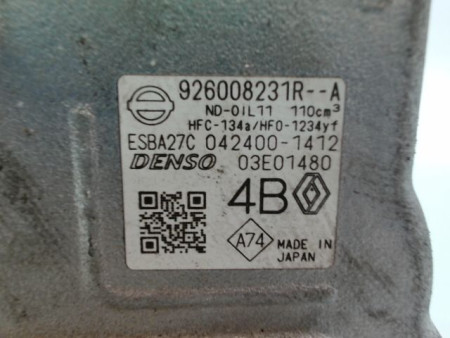 926008231R--A
ND-OIL11 110cm³
HFC-134a/HFO-1234yf
ESBA27C 042400-1412
DENSO 03E01480
4B
A74 MADE IN
JAPAN